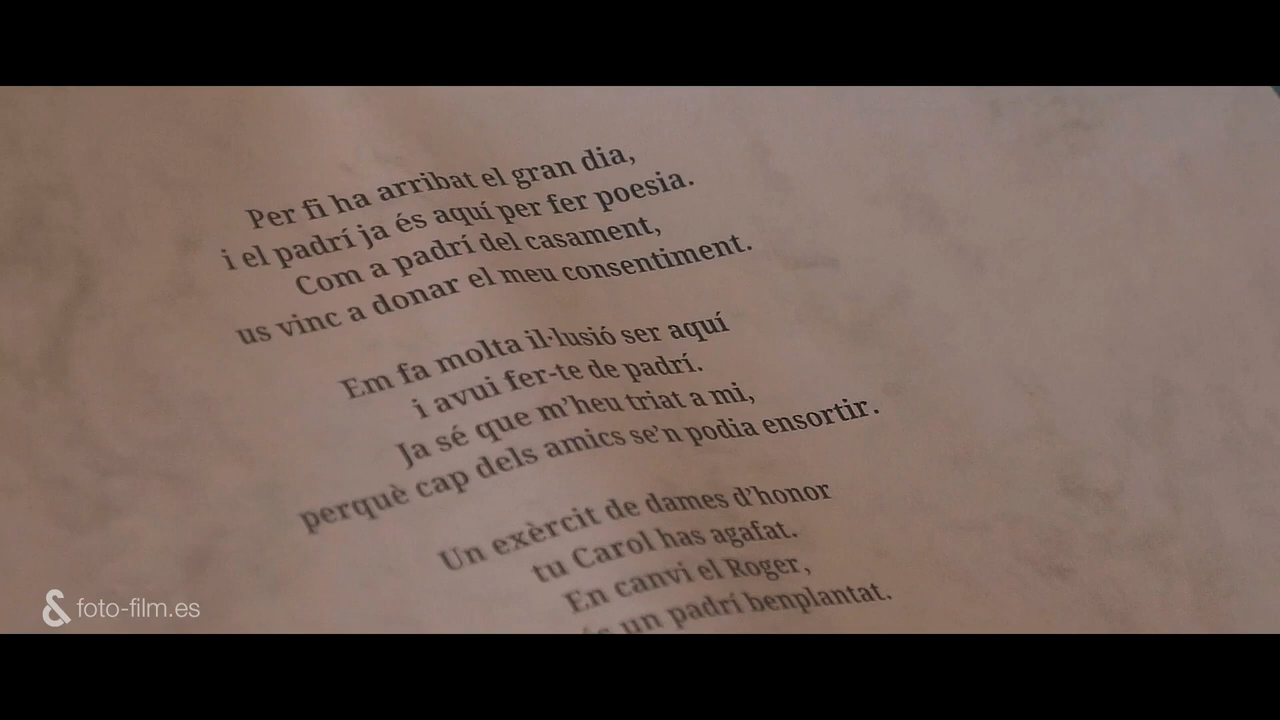 Per fi ha arribat el gran dia,
i el padrí ja és aquí per fer poesia.
Com a padrí del casament,
us vinc a donar el meu consentiment.
Em fa molta il·lusió ser aquí
i avui fer-te de padrí.
Ja sé que m’heu triat a mi,
perquè cap dels amics se’n podia ensortir.
Un exèrcit de dames d’honor
tu Carol has agafat.
En canvi el Roger,
és un padrí benplantat.
& foto-film.es